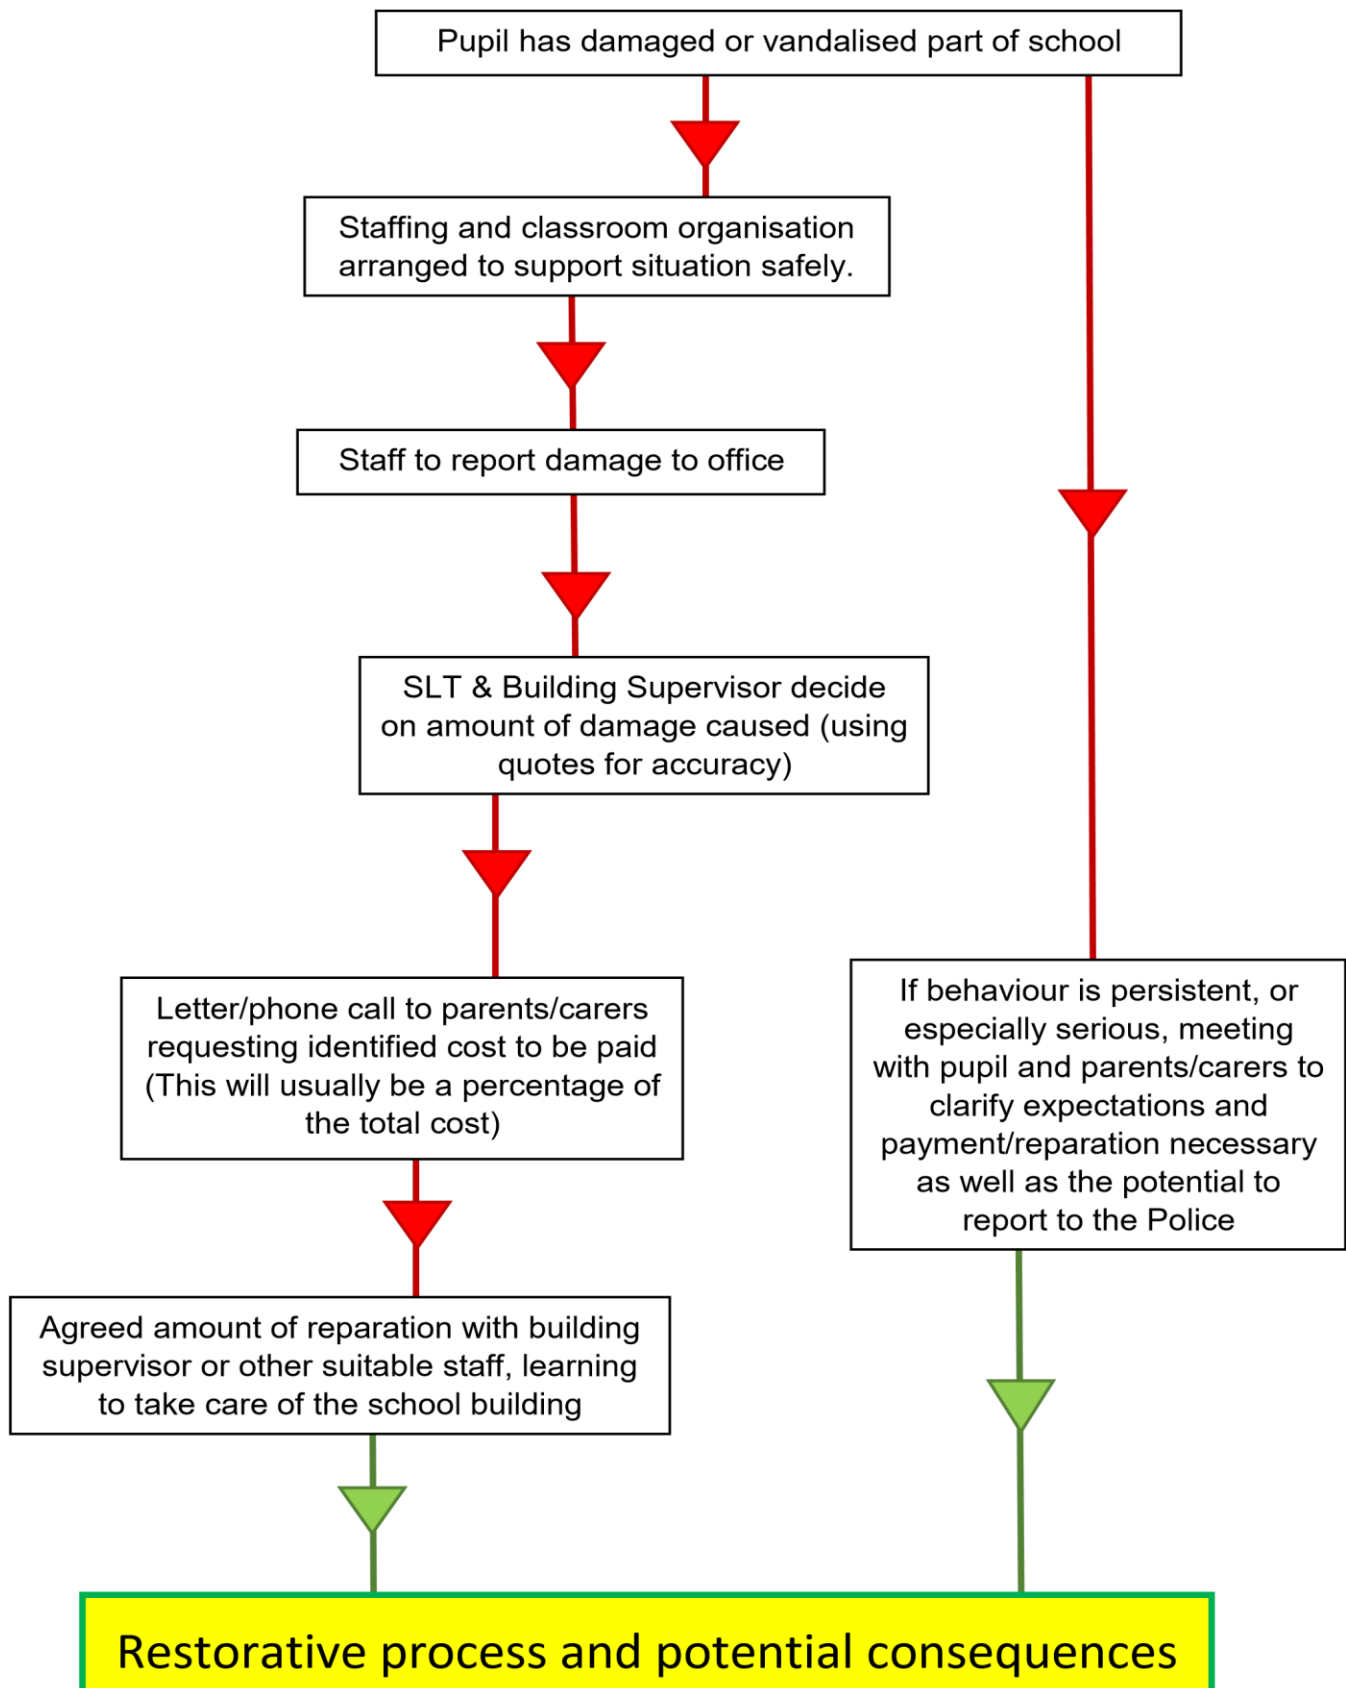 Pupil has damaged or vandalised part of school
Staffing and classroom organisation
arranged to support situation safely.
Staff to report damage to office
SLT & Building Supervisor decide
on amount of damage caused (using
quotes for accuracy)
Letter/phone call to parents/carers
requesting identified cost to be paid
(This will usually be a percentage of
the total cost)
If behaviour is persistent, or
especially serious, meeting
with pupil and parents/carers to
clarify expectations and
payment/reparation necessary
as well as the potential to
report to the Police
Agreed amount of reparation with building
supervisor or other suitable staff, learning
to take care of the school building
Restorative process and potential consequences